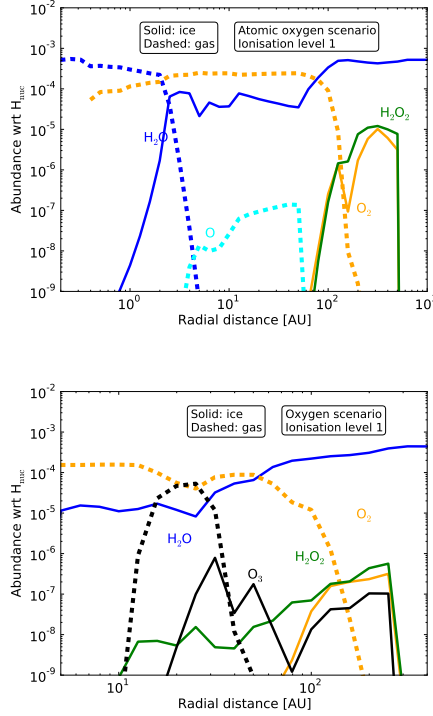 10^-2
Solid: ice
Dashed: gas
Atomic oxygen scenario
Ionisation level 1
10^-3
10^-4
10^-5
10^-6
10^-7
10^-8
10^-9
Abundance wrt H_nuc
H₂O
H₂O₂
O₂
O
10^0
10^1
10^2
10^3
Radial distance [AU]
10^-2
Solid: ice
Dashed: gas
Oxygen scenario
Ionisation level 1
10^-3
10^-4
10^-5
10^-6
10^-7
10^-8
10^-9
Abundance wrt H_nuc
O₂
H₂O
H₂O₂
O₃
10^1
10^2
Radial distance [AU]